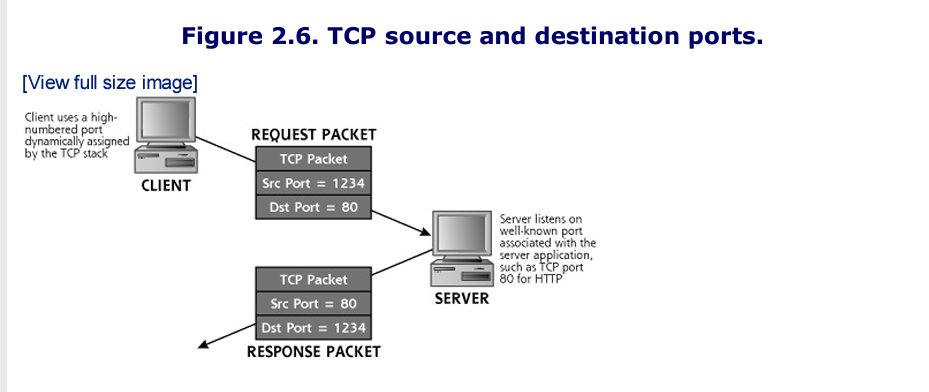 Figure 2.6. TCP source and destination ports.
[View full size image]
Client uses a high-
numbered port
dynamically assigned
by the TCP stack
CLIENT
REQUEST PACKET
TCP Packet
Src Port = 1234
Dst Port = 80
Server listens on
well-known port
associated with the
server application,
such as TCP port
80 for HTTP
SERVER
TCP Packet
Src Port = 80
Dst Port = 1234
RESPONSE PACKET